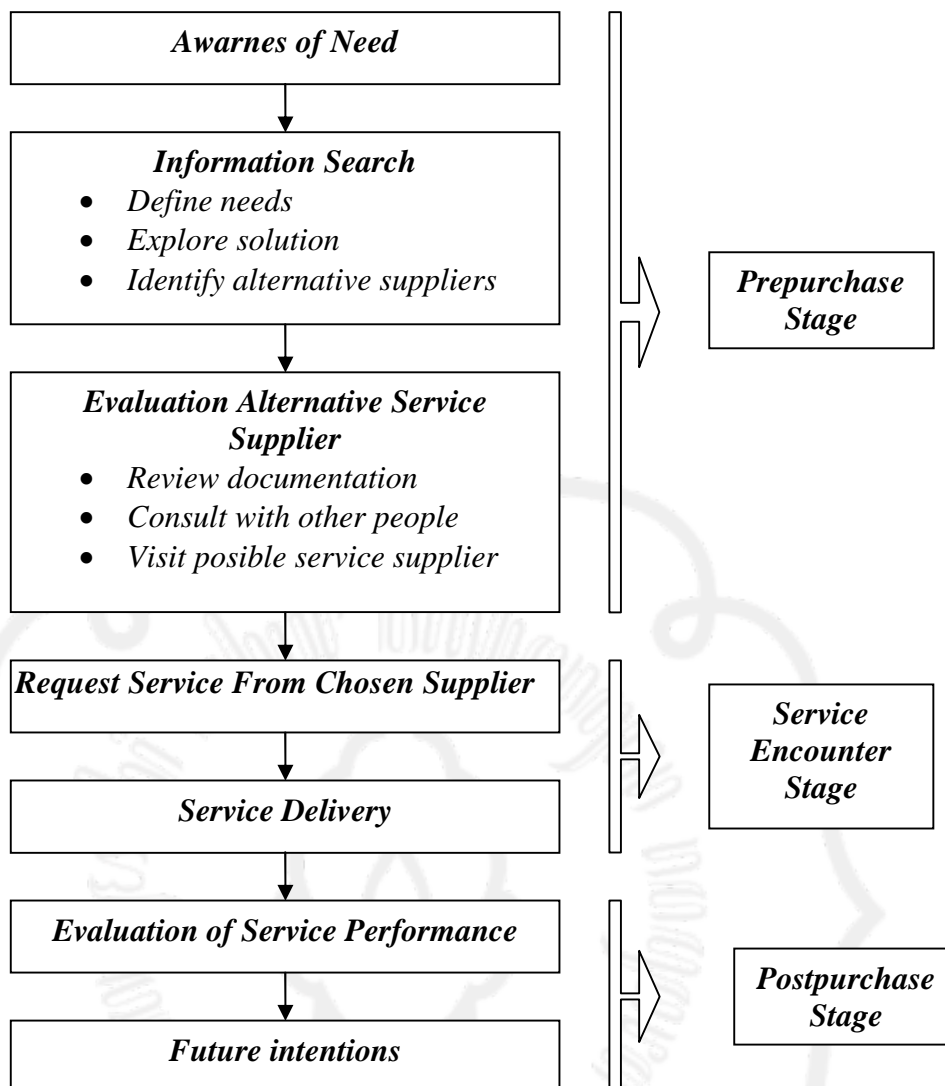 Awarnes of Need
Information Search
• Define needs
• Explore solution
• Identify alternative suppliers
Prepurchase
Stage
Evaluation Alternative Service
Supplier
• Review documentation
• Consult with other people
• Visit posible service supplier
Request Service From Chosen Supplier
Service
Encounter
Stage
Service Delivery
Evaluation of Service Performance
Postpurchase
Stage
Future intentions